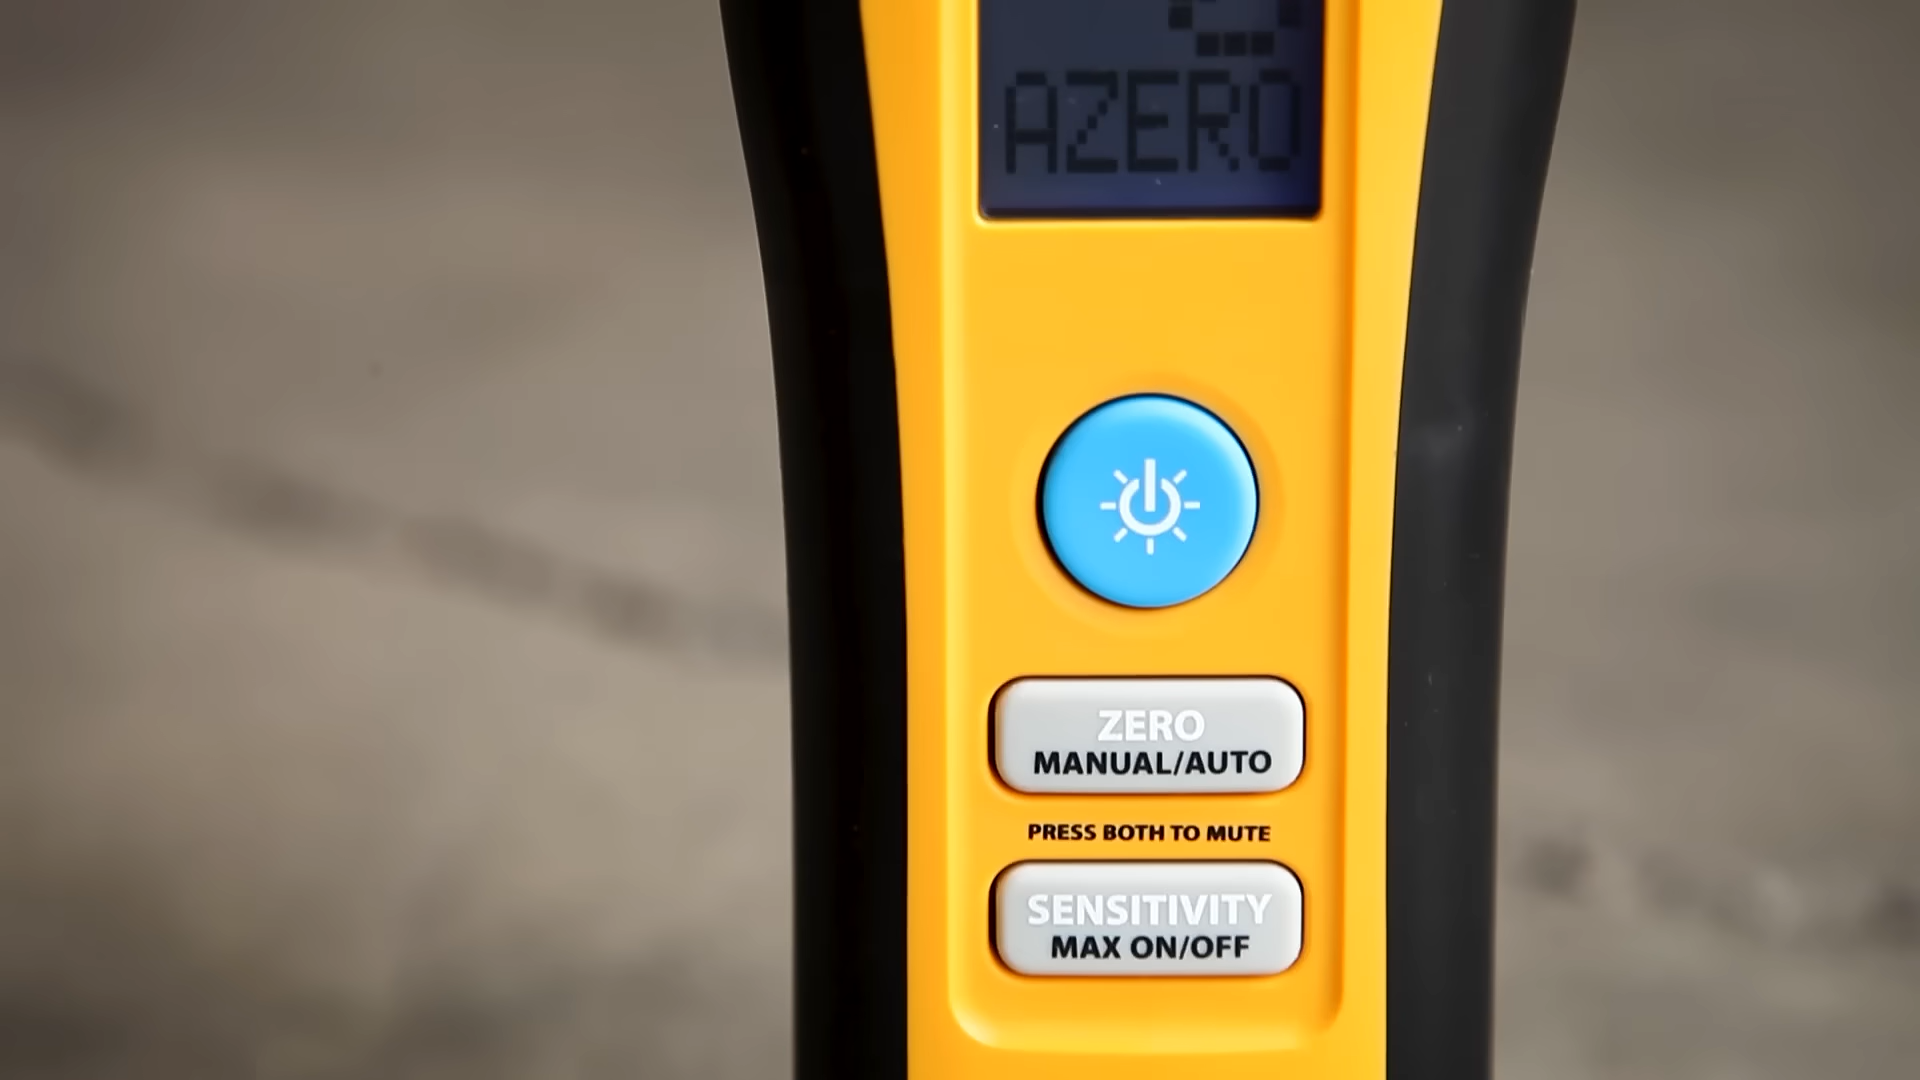 AZERO
ZERO
MANUAL/AUTO
PRESS BOTH TO MUTE
SENSITIVITY
MAX ON/OFF